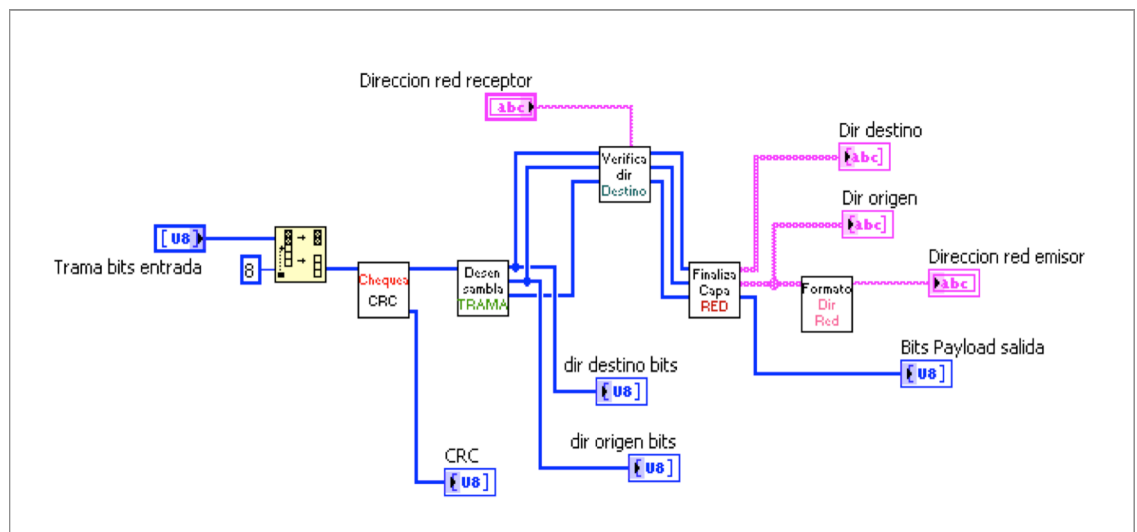 Direccion red receptor
abc
Trama bits entrada
[U8]
8
Chequea
CRC
Desen
sambla
TRAMA
Verifica
dir
Destino
Finaliza
Capa
RED
Formato
Dir
Red
Dir destino
[abc]
Dir origen
[abc]
Direccion red emisor
abc
Bits Payload salida
[U8]
dir destino bits
[U8]
dir origen bits
[U8]
CRC
[U8]